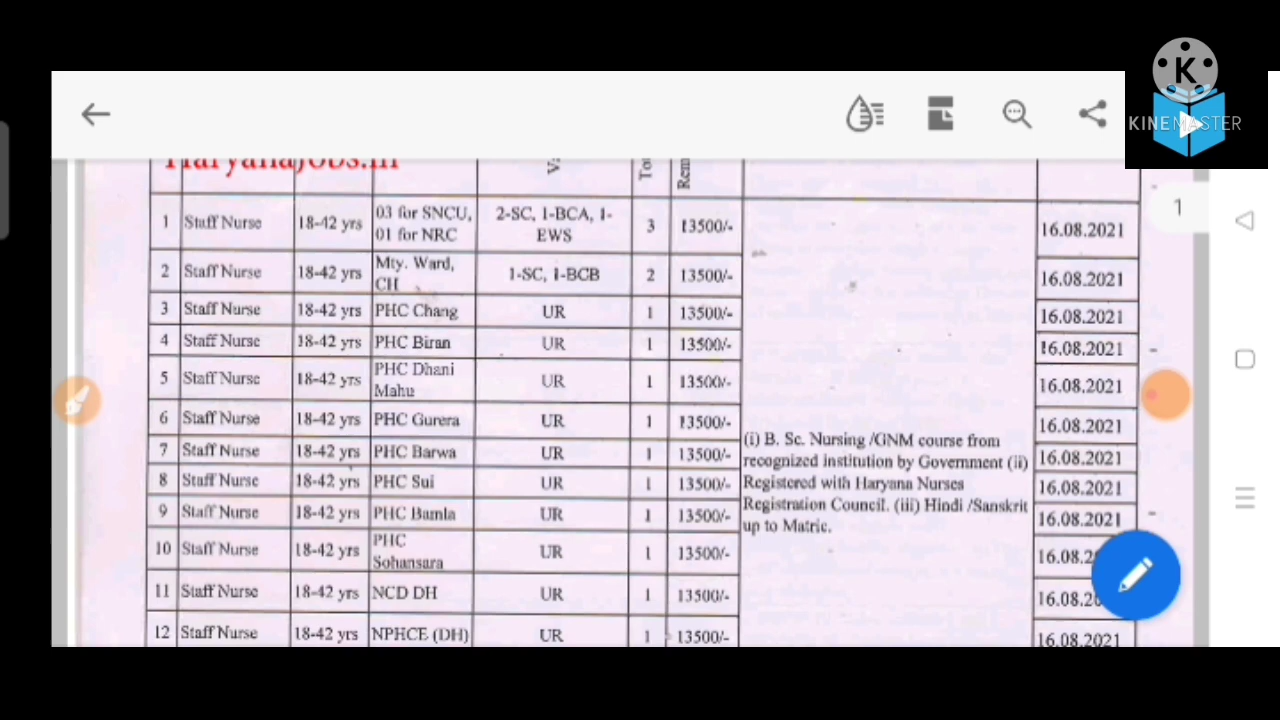 KINEMASTER
HaryanaJobs.in
1
1 Staff Nurse 18-42 yrs 03 for SNCU, 01 for NRC 2-SC, 1-BCA, 1-EWS 3 13500/- 16.08.2021
2 Staff Nurse 18-42 yrs Mty. Ward, CH 1-SC, 1-BCB 2 13500/- 16.08.2021
3 Staff Nurse 18-42 yrs PHC Chang UR 1 13500/- 16.08.2021
4 Staff Nurse 18-42 yrs PHC Biran UR 1 13500/- 16.08.2021
5 Staff Nurse 18-42 yrs PHC Dhani Mahu UR 1 13500/- 16.08.2021
6 Staff Nurse 18-42 yrs PHC Gurera UR 1 13500/- 16.08.2021
7 Staff Nurse 18-42 yrs PHC Barwa UR 1 13500/- 16.08.2021
8 Staff Nurse 18-42 yrs PHC Sui UR 1 13500/- 16.08.2021
9 Staff Nurse 18-42 yrs PHC Bamla UR 1 13500/- 16.08.2021
10 Staff Nurse 18-42 yrs PHC Sohansara UR 1 13500/- 16.08.2
11 Staff Nurse 18-42 yrs NCD DH UR 1 13500/- 16.08.20
12 Staff Nurse 18-42 yrs NPHCE (DH) UR 1 13500/- 16.08.2021
(i) B. Sc. Nursing /GNM course from
recognized institution by Government (ii)
Registered with Haryana Nurses
Registration Council. (iii) Hindi /Sanskrit
up to Matric.